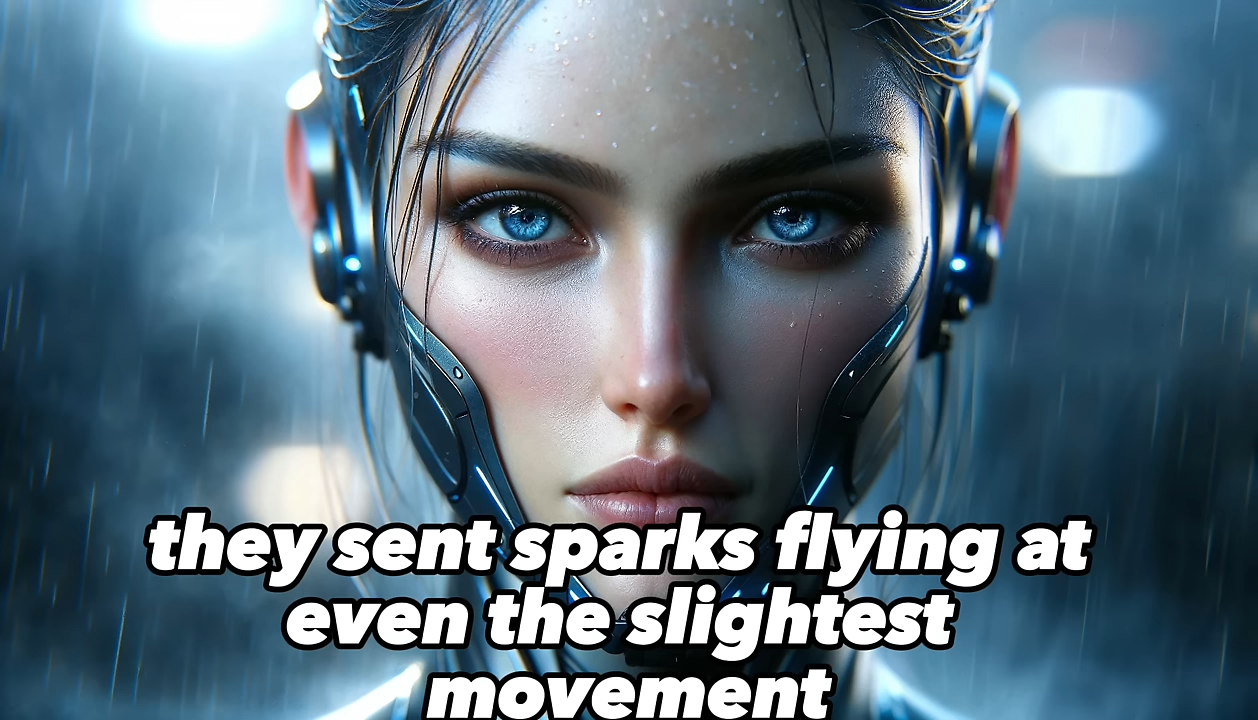 they sent sparks flying at
even the slightest
movement